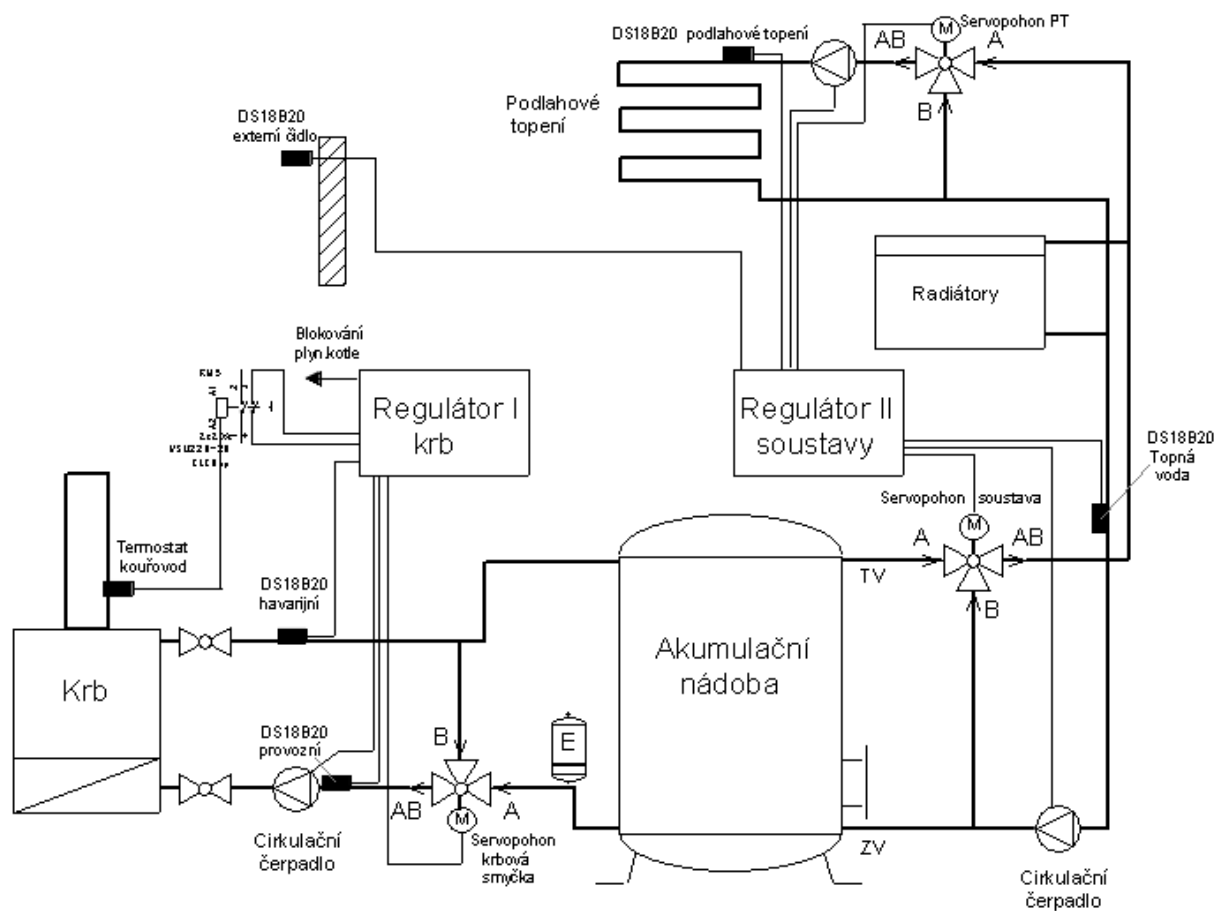 Servopohon PT
DS18B20 podlahové topení
AB
M
A
B
Podlahové
topení
DS18B20
externí čidlo
Radiátory
Blokování
plyn.kotle
Regulátor I
krb
Regulátor II
soustavy
DS18B20
Topná
voda
A1
A2
Servopohon soustava
M
A
AB
B
TV
Termostat
kouřovod
DS18B20
havarijní
Krb
Akumulační
nádoba
DS18B20
provozní
B
E
AB
A
M
ZV
Cirkulační
čerpadlo
Servopohon
krbová
smyčka
Cirkulační
čerpadlo